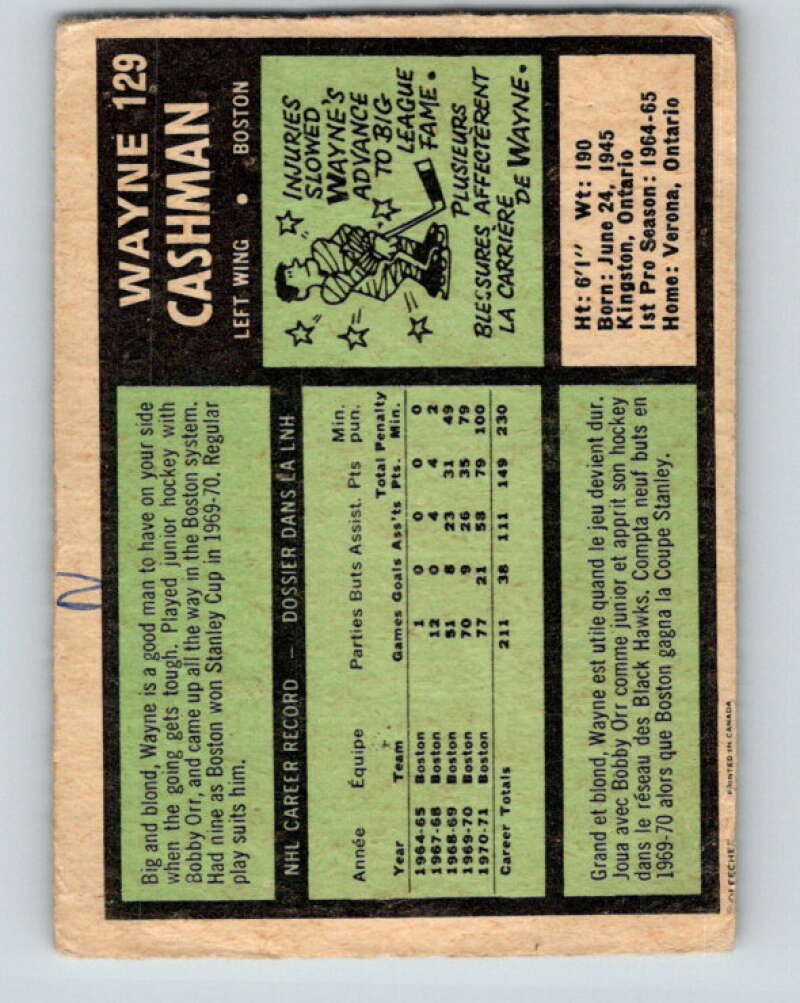 WAYNE 129
CASHMAN
LEFT WING • BOSTON
Big and blond, Wayne is a good man to have on your side
when the going gets tough. Played junior hockey with
Bobby Orr, and came up all the way in the Boston system.
Had nine as Boston won Stanley Cup in 1969-70. Regular
play suits him.
INJURIES
SLOWED
WAYNE'S
ADVANCE
TO BIG
LEAGUE
FAME.
PLUSIEURS
BLESSURES AFFECTÈRENT
LA CARRIÈRE
DE WAYNE.
NHL CAREER RECORD — DOSSIER DANS LA LNH
Année Équipe Parties Buts Assist. Pts Min. pun.
Year Team Games Goals Ass'ts Total Pts. Penalty Min.
1964-65 Boston 1 0 0 0 0
1967-68 Boston 12 0 4 4 2
1968-69 Boston 51 8 23 31 49
1969-70 Boston 70 9 26 35 79
1970-71 Boston 77 21 58 79 100
Career Totals 211 38 111 149 230
Ht: 6'1" Wt: 190
Born: June 24, 1945
Kingston, Ontario
1st Pro Season: 1964-65
Home: Verona, Ontario
Grand et blond, Wayne est utile quand le jeu devient dur.
Joua avec Bobby Orr comme junior et apprit son hockey
dans le réseau des Black Hawks. Compta neuf buts en
1969-70 alors que Boston gagna la Coupe Stanley.
PRINTED IN CANADA
N